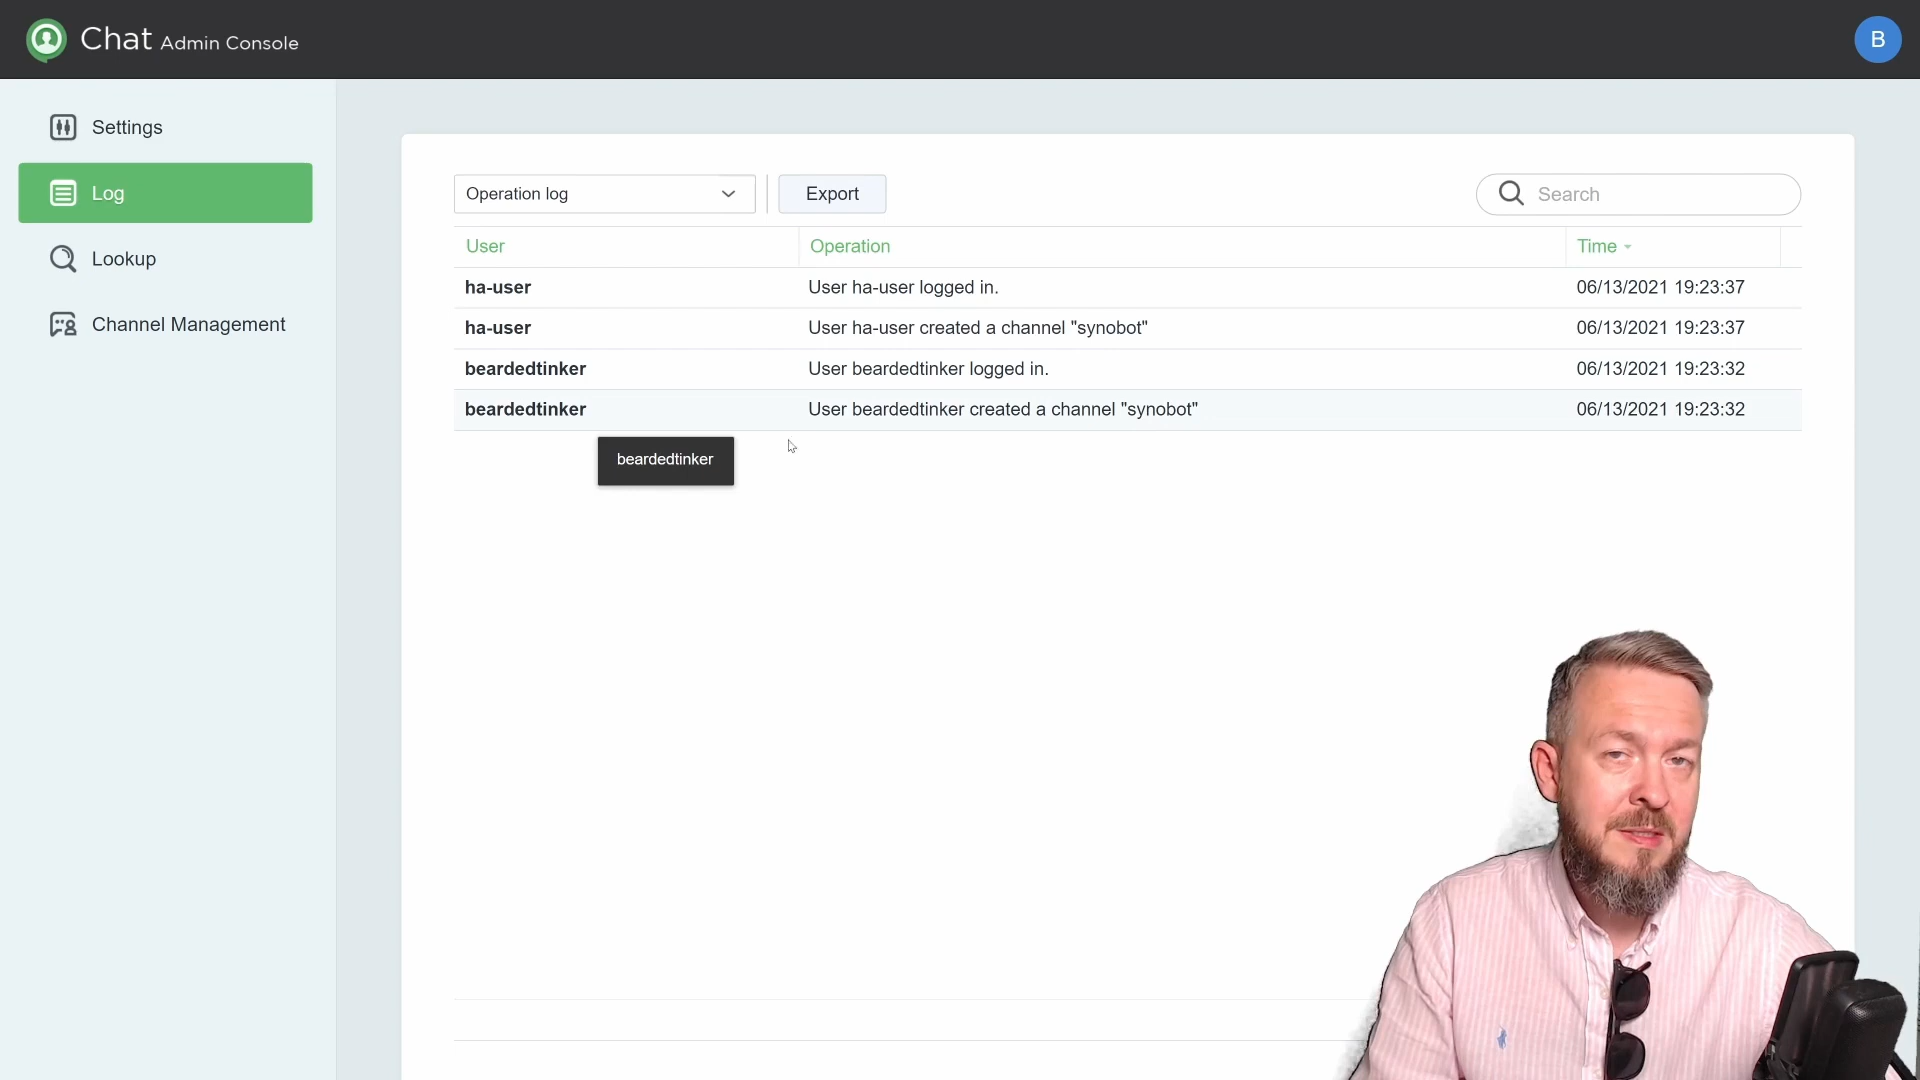 Chat Admin Console
B
Settings
Log
Lookup
Channel Management
Operation log
Export
Search
User Operation Time
ha-user User ha-user logged in. 06/13/2021 19:23:37
ha-user User ha-user created a channel "synobot" 06/13/2021 19:23:37
beardedtinker User beardedtinker logged in. 06/13/2021 19:23:32
beardedtinker User beardedtinker created a channel "synobot" 06/13/2021 19:23:32
beardedtinker